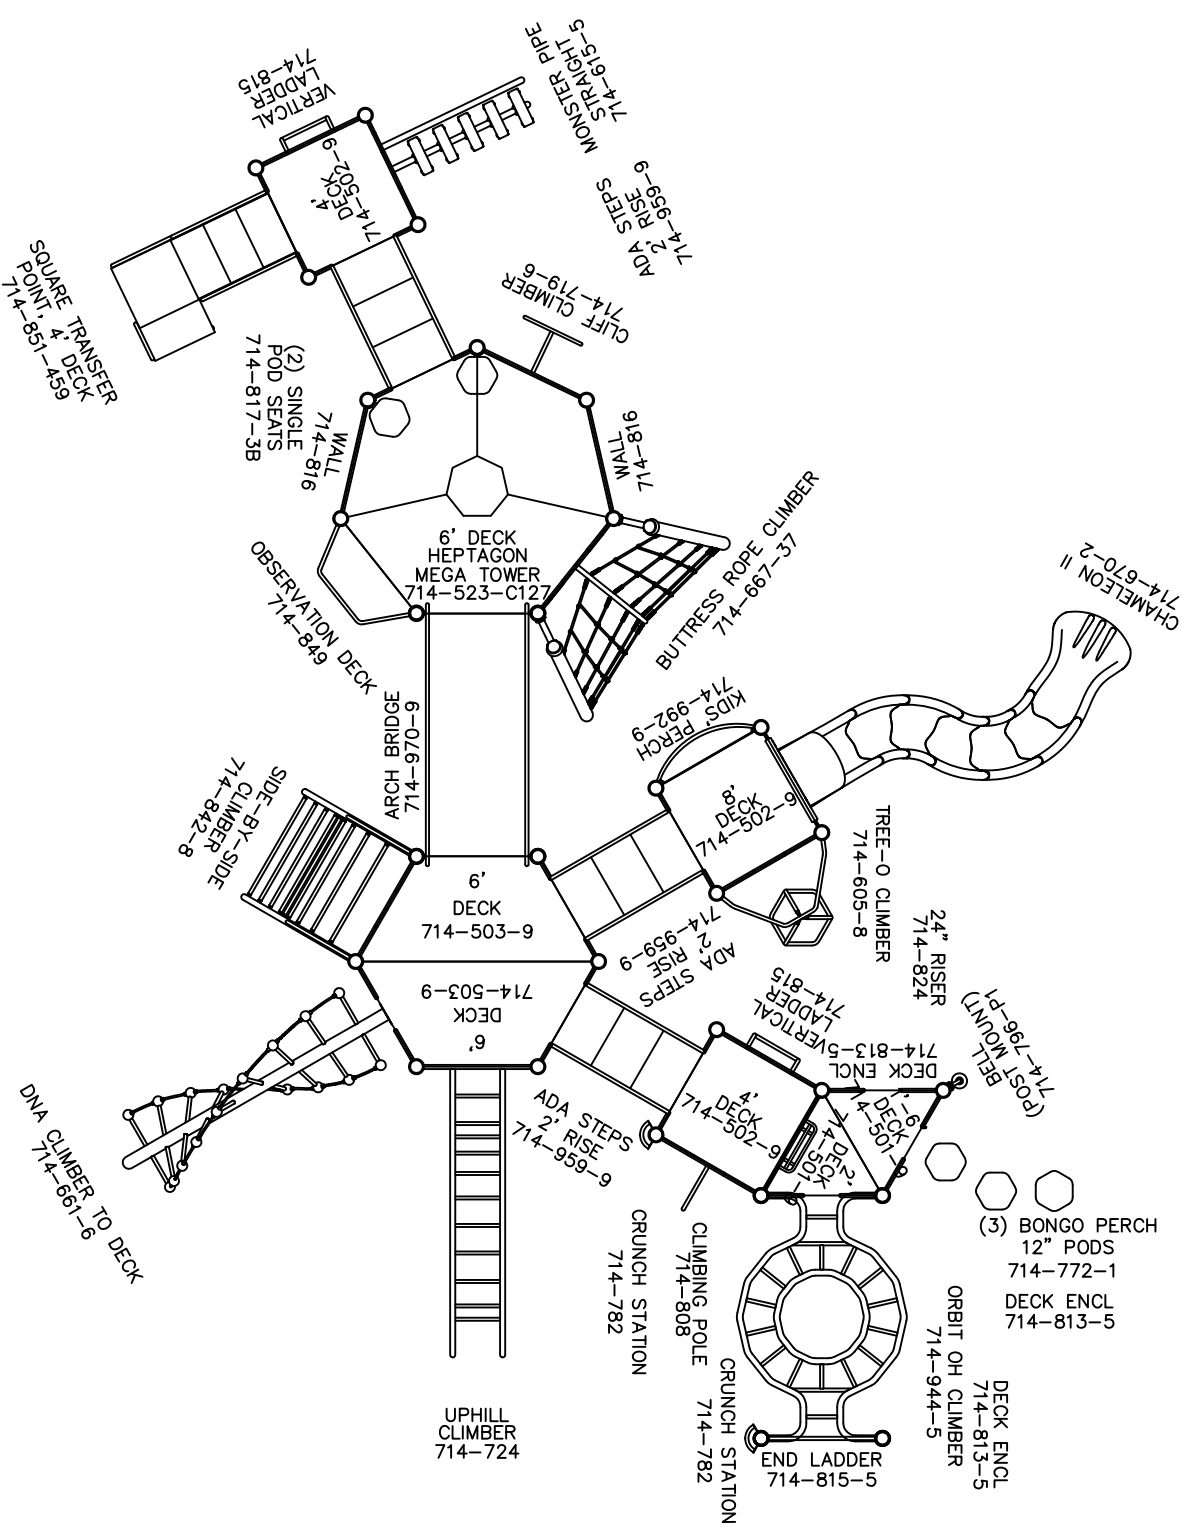 MONSTER PIPE
STRAIGHT
714-615-5
VERTICAL
LADDER
714-815
4'
DECK
714-502-9
ADA STEPS
2' RISE
714-959-9
SQUARE TRANSFER
POINT, 4' DECK
714-851-459
CLIFF CLIMBER
714-719-6
(2) SINGLE
POD SEATS
714-817-3B
WALL
714-816
WALL
714-816
6' DECK
HEPTAGON
MEGA TOWER
714-523-C127
BUTTRESS ROPE CLIMBER
714-667-37
OBSERVATION DECK
714-849
CHAMELEON II
714-670-2
ARCH BRIDGE
714-970-9
KIDS' PERCH
714-992-9
SIDE-BY-SIDE
CLIMBER
714-842-8
8'
DECK
714-502-9
TREE-O CLIMBER
714-605-8
6'
DECK
714-503-9
6'
DECK
714-503-9
ADA STEPS
2' RISE
714-959-9
24" RISER
714-824
VERTICAL
LADDER
714-815
DECK ENCL
714-813-5
BELL
(POST MOUNT)
714-796-P1
DNA CLIMBER TO DECK
714-661-6
ADA STEPS
2' RISE
714-959-9
4'
DECK
714-502-9
DECK
2'
DECK
(3) BONGO PERCH
12" PODS
714-772-1
DECK ENCL
714-813-5
CRUNCH STATION
714-782
CLIMBING POLE
714-808
ORBIT OH CLIMBER
714-944-5
DECK ENCL
714-813-5
CRUNCH STATION
714-782
UPHILL
CLIMBER
714-724
END LADDER
714-815-5